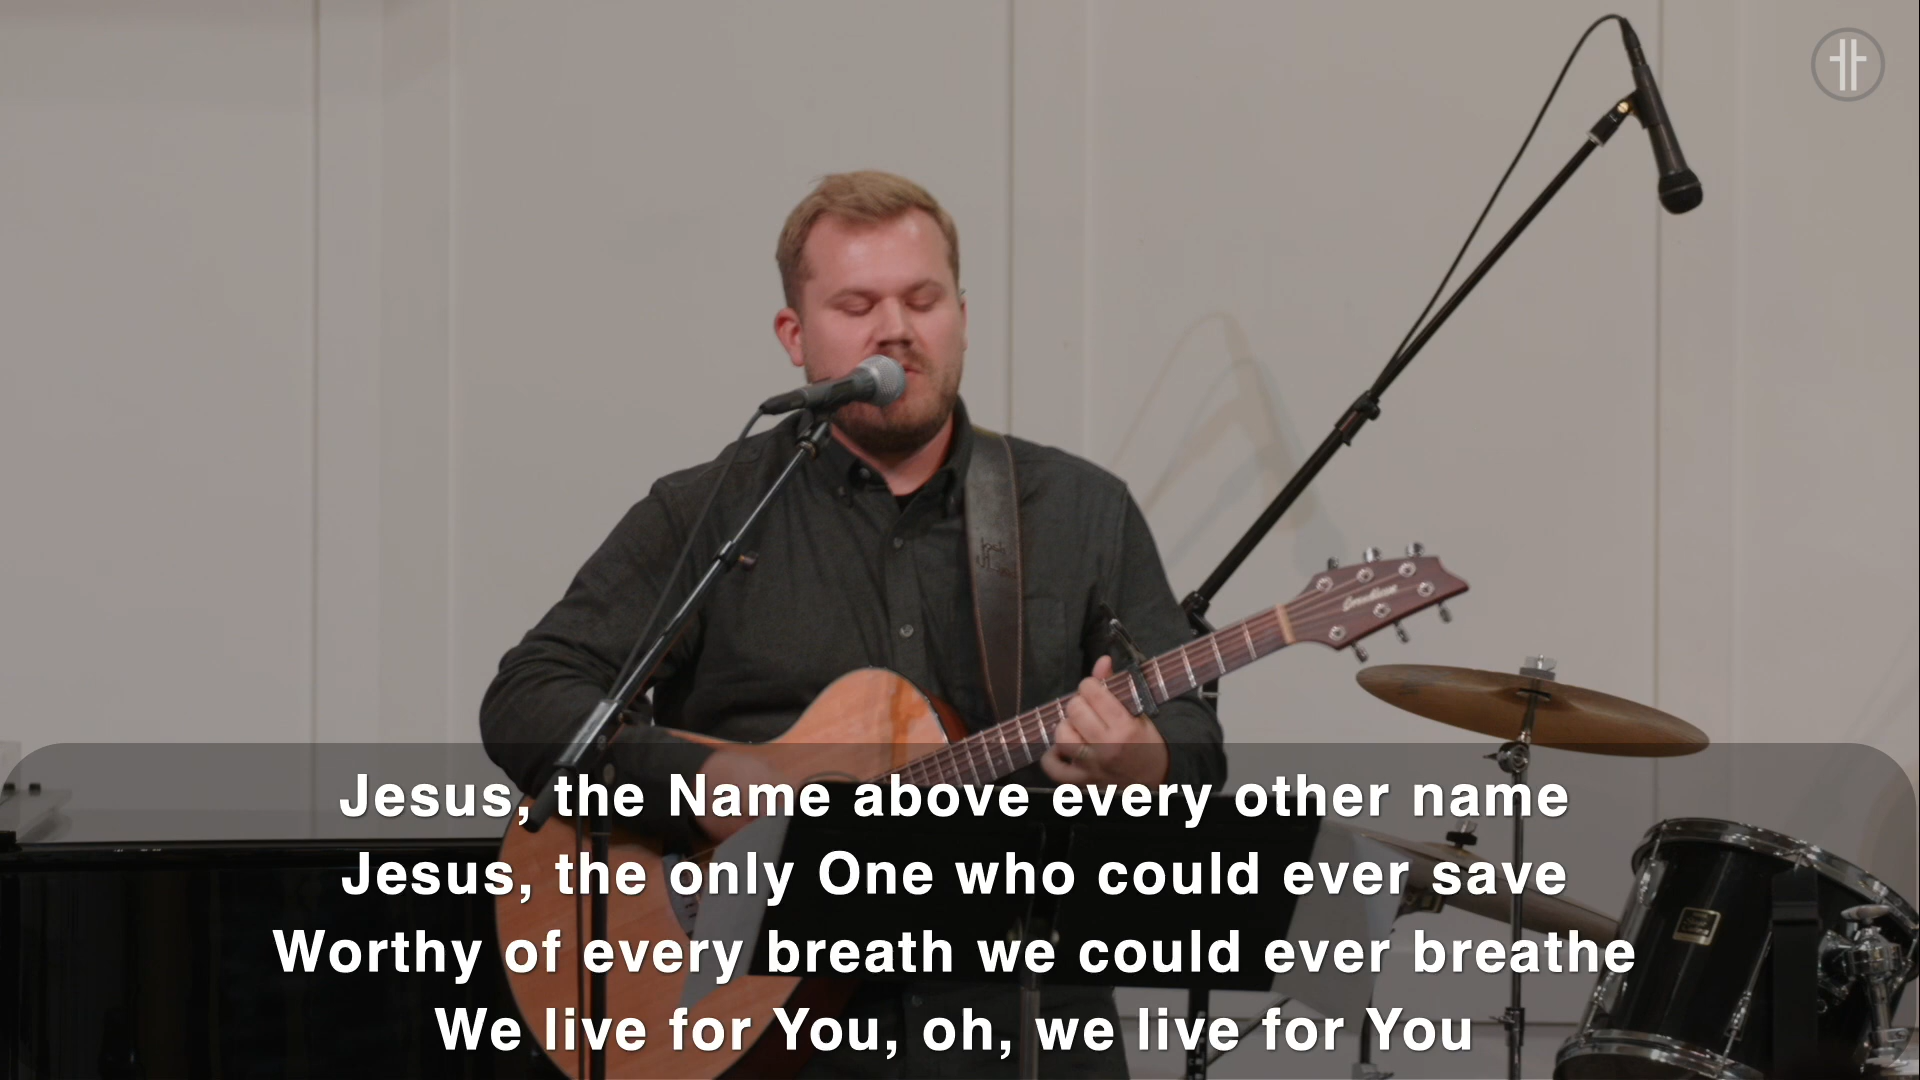 Jesus, the Name above every other name
Jesus, the only One who could ever save
Worthy of every breath we could ever breathe
We live for You, oh, we live for You